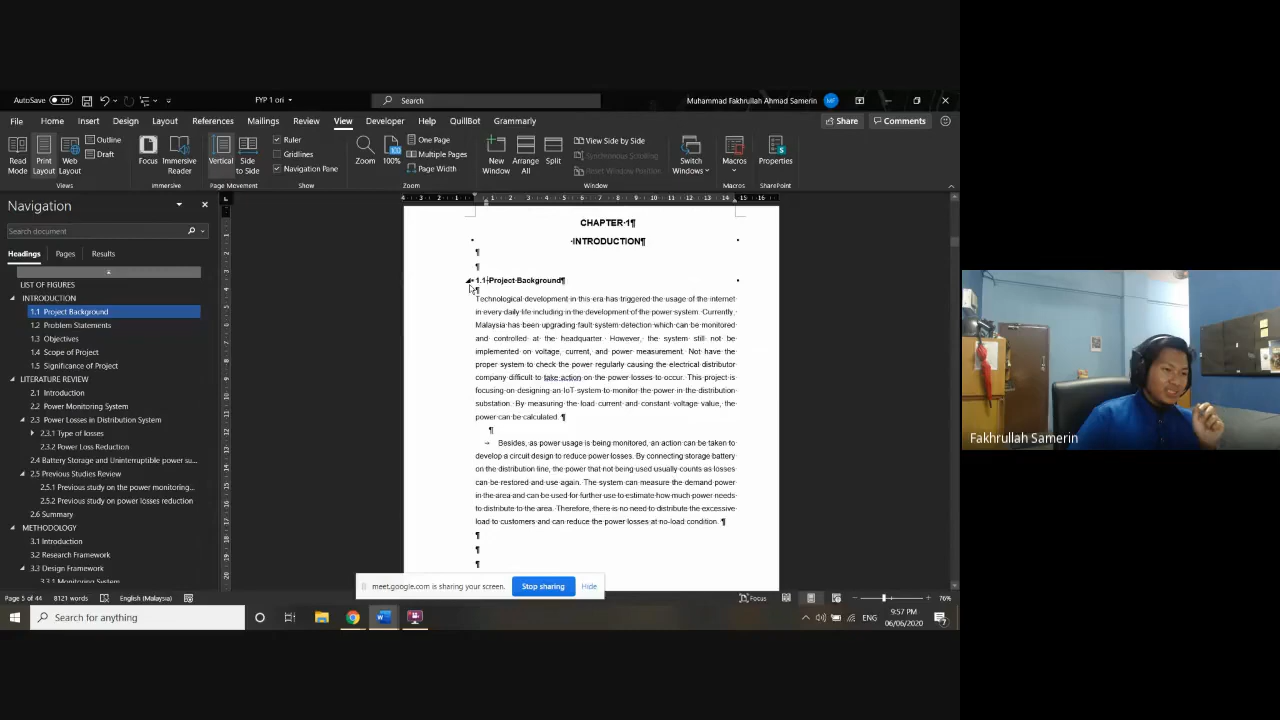 AutoSave Off
FYP 1 ori
Search
Muhammad Fakhrullah Ahmad Samerin
MF
File Home Insert Design Layout References Mailings Review View Developer Help QuillBot Grammarly
Share
Comments
Read Mode
Print Layout
Web Layout
Outline
Draft
Views
Focus
Immersive Reader
Immersive
Vertical
Side to Side
Page Movement
Ruler
Gridlines
Navigation Pane
Show
Zoom
100%
One Page
Multiple Pages
Page Width
Zoom
New Window
Arrange All
Split
View Side by Side
Synchronous Scrolling
Reset Window Position
Window
Switch Windows
Macros
Macros
Properties
SharePoint
Navigation
Search document
Headings Pages Results
LIST OF FIGURES
INTRODUCTION
1.1 Project Background
1.2 Problem Statements
1.3 Objectives
1.4 Scope of Project
1.5 Significance of Project
LITERATURE REVIEW
2.1 Introduction
2.2 Power Monitoring System
2.3 Power Losses in Distribution System
2.3.1 Type of losses
2.3.2 Power Loss Reduction
2.4 Battery Storage and Uninterruptible power su...
2.5 Previous Studies Review
2.5.1 Previous study on the power monitoring...
2.5.2 Previous study on power losses reduction
2.6 Summary
METHODOLOGY
3.1 Introduction
3.2 Research Framework
3.3 Design Framework
3.3.1 Monitoring System
CHAPTER·1¶
·INTRODUCTION¶
1.1 Project·Background¶
Technological development in this era has triggered the usage of the internet
in every daily life including in the development of the power system. Currently,
Malaysia has been upgrading fault system detection which can be monitored
and controlled at the headquarter. However, the system still not be
implemented on voltage, current, and power measurement. Not have the
proper system to check the power regularly causing the electrical distributor
company difficult to take action on the power losses to occur. This project is
focusing on designing an IoT system to monitor the power in the distribution
substation. By measuring the load current and constant voltage value, the
power can be calculated. ¶
Besides, as power usage is being monitored, an action can be taken to
develop a circuit design to reduce power losses. By connecting storage battery
on the distribution line, the power that not being used usually counts as losses
can be restored and use again. The system can measure the demand power
in the area and can be used for further use to estimate how much power needs
to distribute to the area. Therefore, there is no need to distribute the excessive
load to customers and can reduce the power losses at no-load condition. ¶
meet.google.com is sharing your screen. Stop sharing Hide
Page 5 of 44 8121 words English (Malaysia) Focus 76%
Search for anything
ENG
9:57 PM
06/06/2020
Fakhrullah Samerin